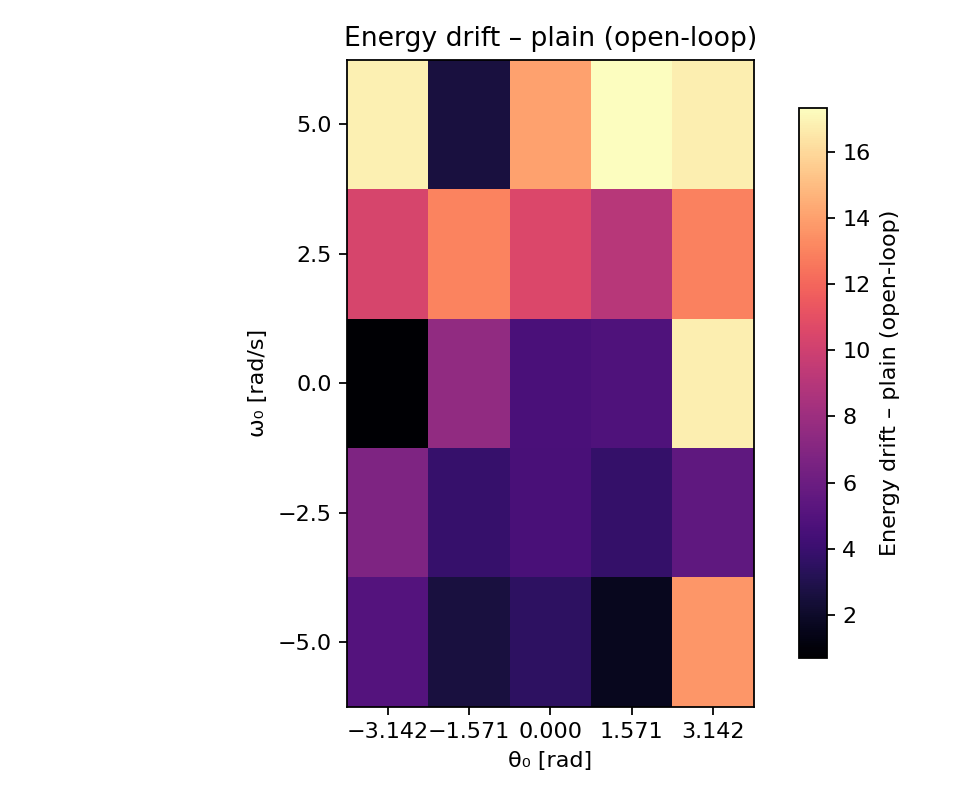 Energy drift – plain (open-loop)
5.0
2.5
0.0
−2.5
−5.0
ω₀ [rad/s]
−3.142 −1.571 0.000 1.571 3.142
θ₀ [rad]
16
14
12
10
8
6
4
2
Energy drift – plain (open-loop)